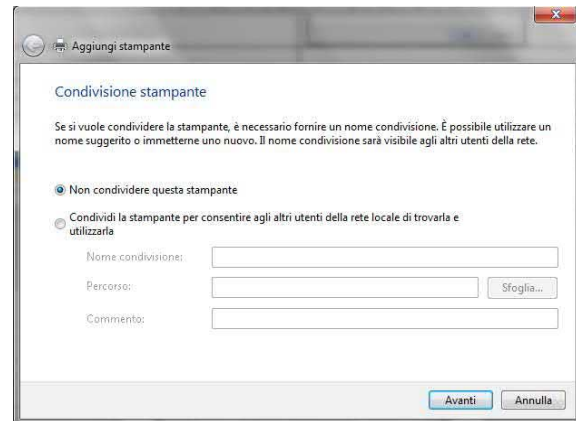 Aggiungi stampante
Condivisione stampante
Se si vuole condividere la stampante, è necessario fornire un nome condivisione. È possibile utilizzare un
nome suggerito o immetterne uno nuovo. Il nome condivisione sarà visibile agli altri utenti della rete.
Non condividere questa stampante
Condividi la stampante per consentire agli altri utenti della rete locale di trovarla e
utilizzarla
Nome condivisione:
Percorso:
Sfoglia...
Commento:
Avanti
Annulla